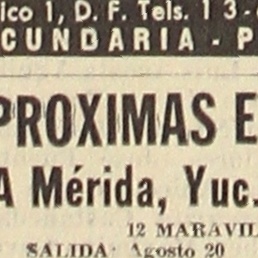 ico 1, D. F. Tels. 13-
CUNDARIA - P
PROXIMAS E
A Mérida, Yuc.
12 MARAVIL
SALIDA: Agosto 20